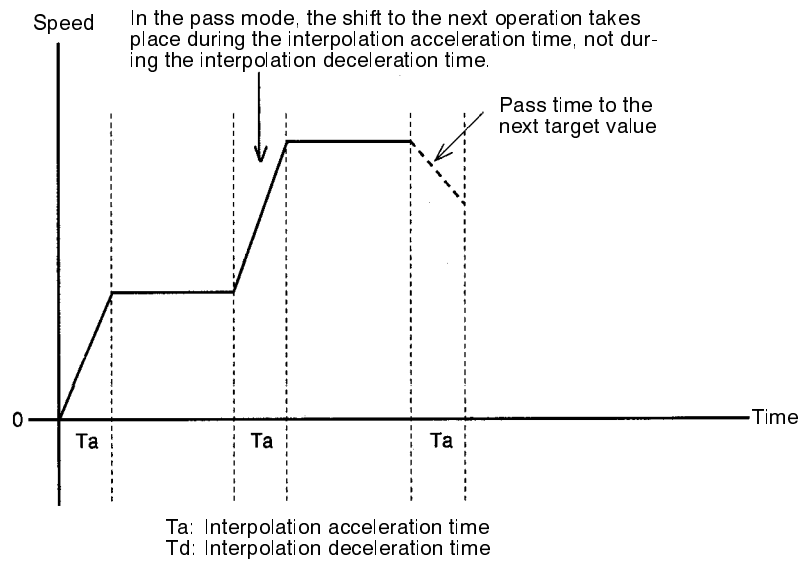 Speed
In the pass mode, the shift to the next operation takes
place during the interpolation acceleration time, not dur-
ing the interpolation deceleration time.
Pass time to the
next target value
0
Time
Ta
Ta
Ta
Ta: Interpolation acceleration time
Td: Interpolation deceleration time